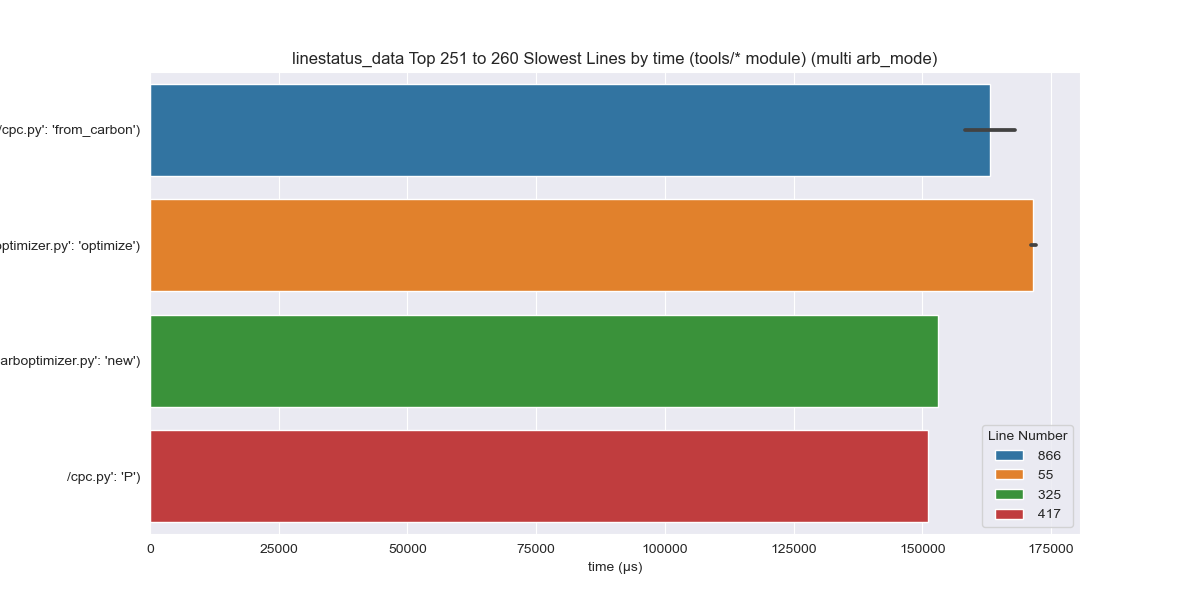 linestatus_data Top 251 to 260 Slowest Lines by time (tools/* module) (multi arb_mode)
/cpc.py': 'from_carbon')
optimizer.py': 'optimize')
arboptimizer.py': 'new')
/cpc.py': 'P')
Line Number
866
55
325
417
0 25000 50000 75000 100000 125000 150000 175000
time (μs)